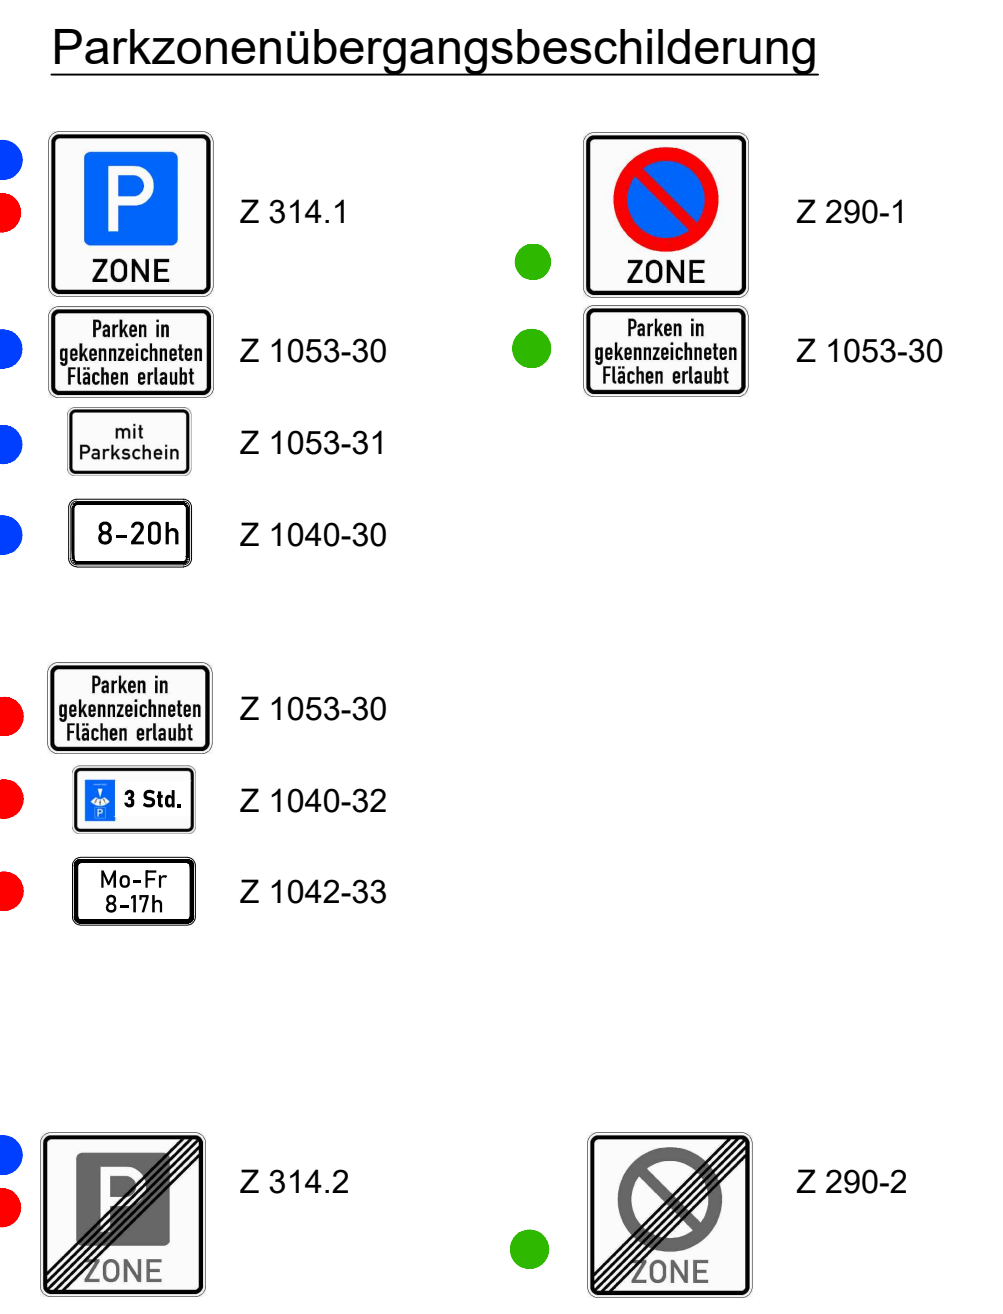 Parkzonenübergangsbeschilderung
P
ZONE
Z 314.1
Parken in
gekennzeichneten
Flächen erlaubt
Z 1053-30
mit
Parkschein
Z 1053-31
8-20h
Z 1040-30
Parken in
gekennzeichneten
Flächen erlaubt
Z 1053-30
P
3 Std.
Z 1040-32
Mo-Fr
8-17h
Z 1042-33
P
ZONE
Z 314.2
ZONE
Z 290-1
Parken in
gekennzeichneten
Flächen erlaubt
Z 1053-30
ZONE
Z 290-2